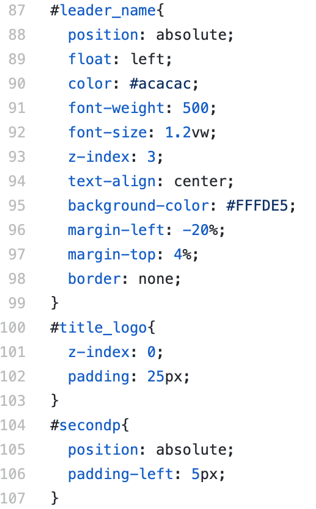 87 #leader_name{
88 position: absolute;
89 float: left;
90 color: #acacac;
91 font-weight: 500;
92 font-size: 1.2vw;
93 z-index: 3;
94 text-align: center;
95 background-color: #FFFDE5;
96 margin-left: -20%;
97 margin-top: 4%;
98 border: none;
99 }
100 #title_logo{
101 z-index: 0;
102 padding: 25px;
103 }
104 #secondp{
105 position: absolute;
106 padding-left: 5px;
107 }